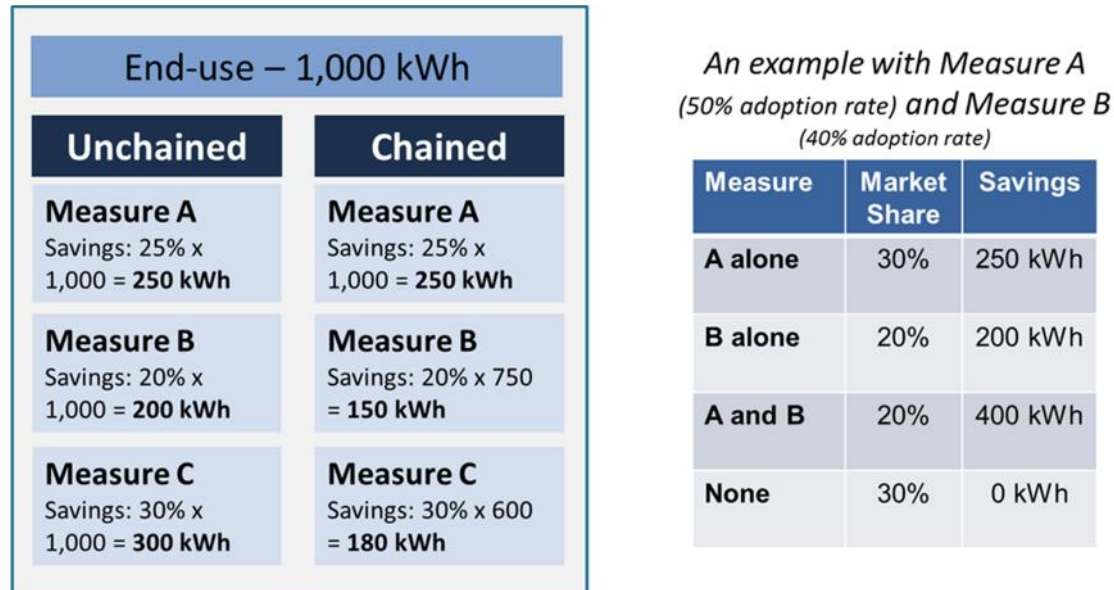 End-use – 1,000 kWh
Unchained
Measure A
Savings: 25% x
1,000 = 250 kWh
Measure B
Savings: 20% x
1,000 = 200 kWh
Measure C
Savings: 30% x
1,000 = 300 kWh
Chained
Measure A
Savings: 25% x
1,000 = 250 kWh
Measure B
Savings: 20% x 750
= 150 kWh
Measure C
Savings: 30% x 600
= 180 kWh
An example with Measure A
(50% adoption rate) and Measure B
(40% adoption rate)
Measure Market Share Savings
A alone 30% 250 kWh
B alone 20% 200 kWh
A and B 20% 400 kWh
None 30% 0 kWh